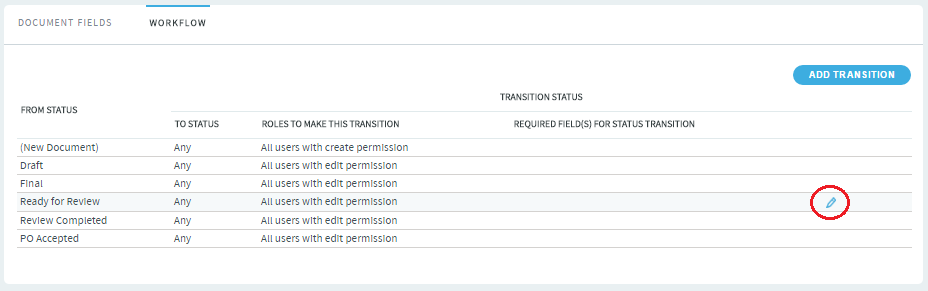 DOCUMENT FIELDS WORKFLOW
ADD TRANSITION
TRANSITION STATUS
FROM STATUS
TO STATUS ROLES TO MAKE THIS TRANSITION REQUIRED FIELD(S) FOR STATUS TRANSITION
(New Document) Any All users with create permission
Draft Any All users with edit permission
Final Any All users with edit permission
Ready for Review Any All users with edit permission
Review Completed Any All users with edit permission
PO Accepted Any All users with edit permission